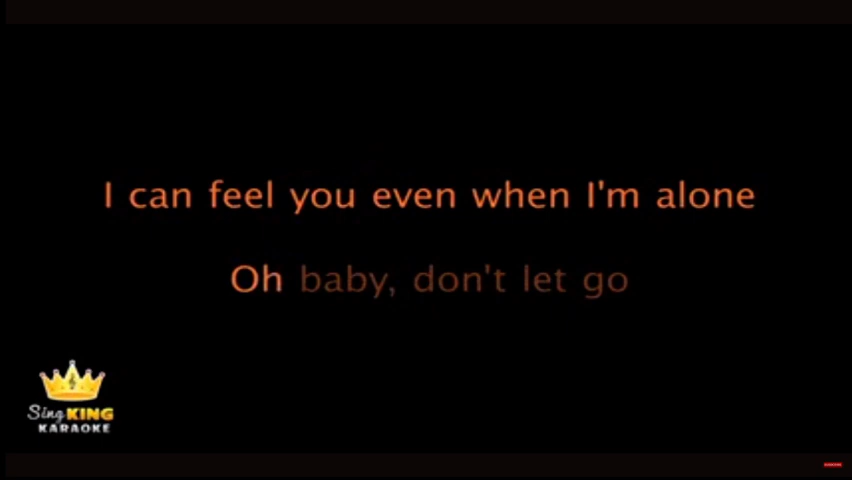 I can feel you even when I'm alone
Oh baby, don't let go
Sing KING
KARAOKE